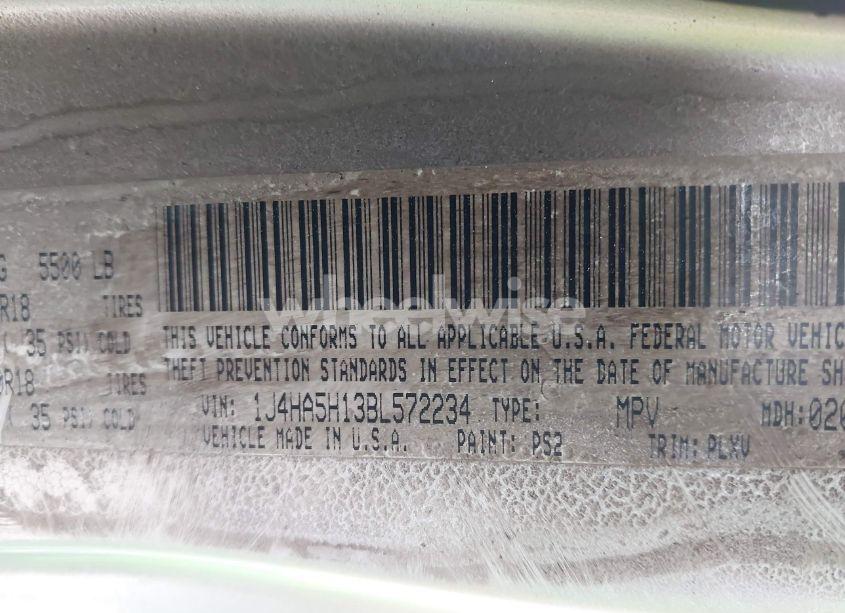 G 5500 LB
R18 TIRES
35 PSI/ COLD
R18 TIRES
35 PSI/ COLD
wheelwise
THIS VEHICLE CONFORMS TO ALL APPLICABLE U.S.A. FEDERAL MOTOR VEHIC
THEFT PREVENTION STANDARDS IN EFFECT ON THE DATE OF MANUFACTURE SH
VIN: 1J4HA5H13BL572234 TYPE: MPV MDH: 020
VEHICLE MADE IN U.S.A. PAINT: PS2 TRIM: PLXV